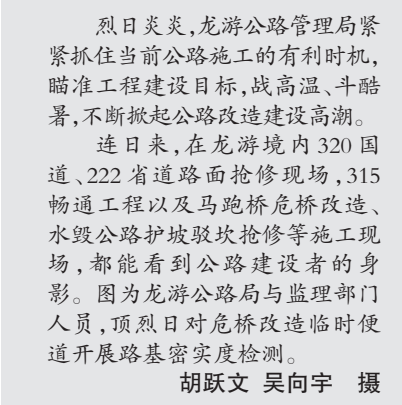 烈日炎炎,龙游公路管理局紧
紧抓住当前公路施工的有利时机,
瞄准工程建设目标,战高温、斗酷
暑,不断掀起公路改造建设高潮。
连日来,在龙游境内320国
道、222省道路面抢修现场,315
畅通工程以及马跑桥危桥改造、
水毁公路护坡驳坎抢修等施工现
场,都能看到公路建设者的身
影。图为龙游公路局与监理部门
人员,顶烈日对危桥改造临时便
道开展路基密实度检测。
胡跃文 吴向宇 摄